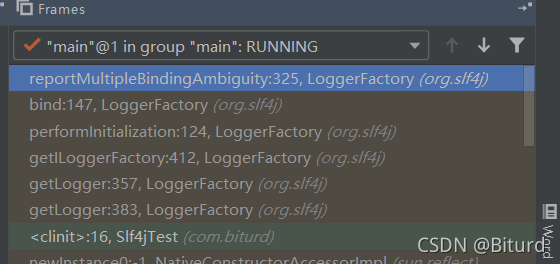 Frames
"main"@1 in group "main": RUNNING
reportMultipleBindingAmbiguity:325, LoggerFactory (org.slf4j)
bind:147, LoggerFactory (org.slf4j)
performInitialization:124, LoggerFactory (org.slf4j)
getILoggerFactory:412, LoggerFactory (org.slf4j)
getLogger:357, LoggerFactory (org.slf4j)
getLogger:383, LoggerFactory (org.slf4j)
<clinit>:16, Slf4jTest (com.biturd)
newInstance0:-1, NativeConstructorAccessorImpl (sun.reflect)
Word
CSDN @Biturd